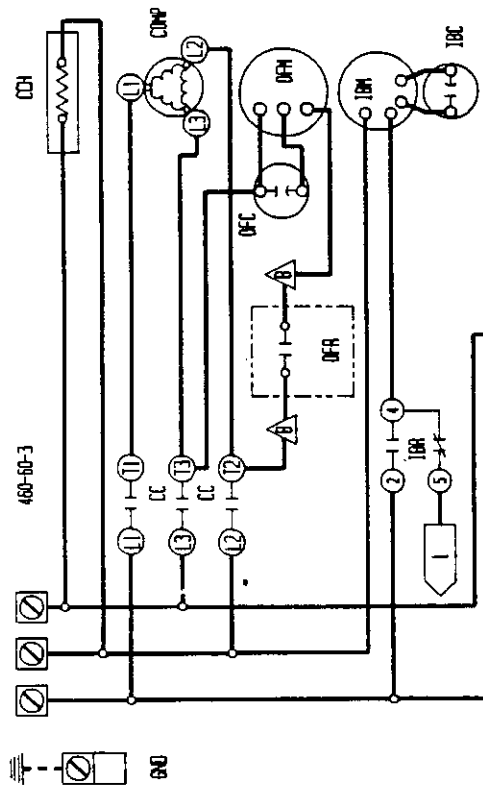 CCH
460-60-3
L1
T1
L1
COMP
L2
CC
L3
T3
L3
CC
L2
T2
OFC
OFM
B
OFR
B
IBM
IBC
2
4
IBR
5
1
GND